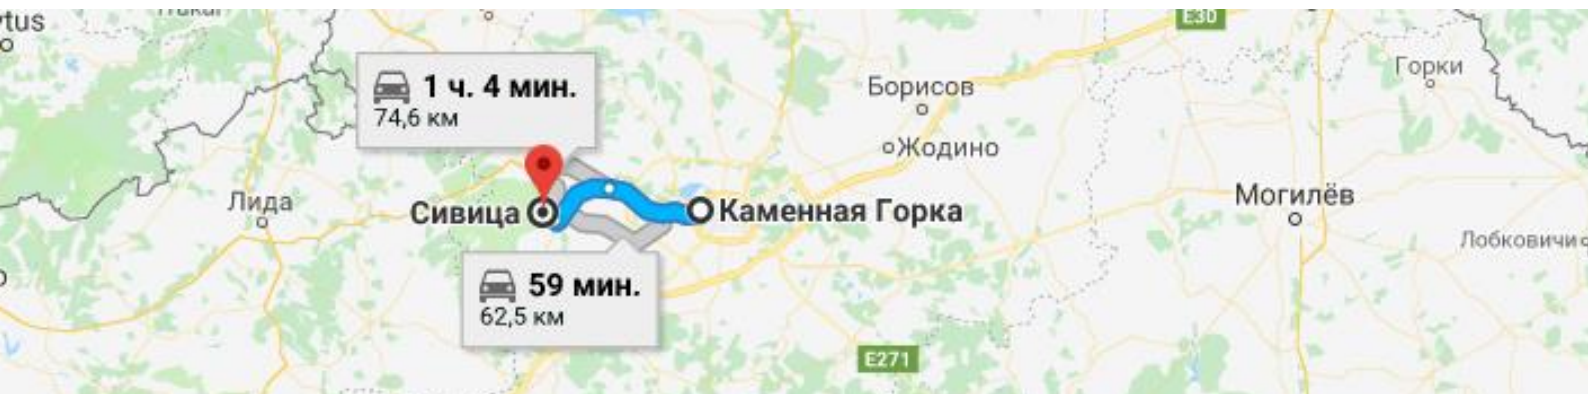 E30
Горки
Борисов
1 ч. 4 мин.
74,6 км
Жодино
Лида
Могилёв
Сивица
Каменная Горка
Лобковичи
59 мин.
62,5 км
E271